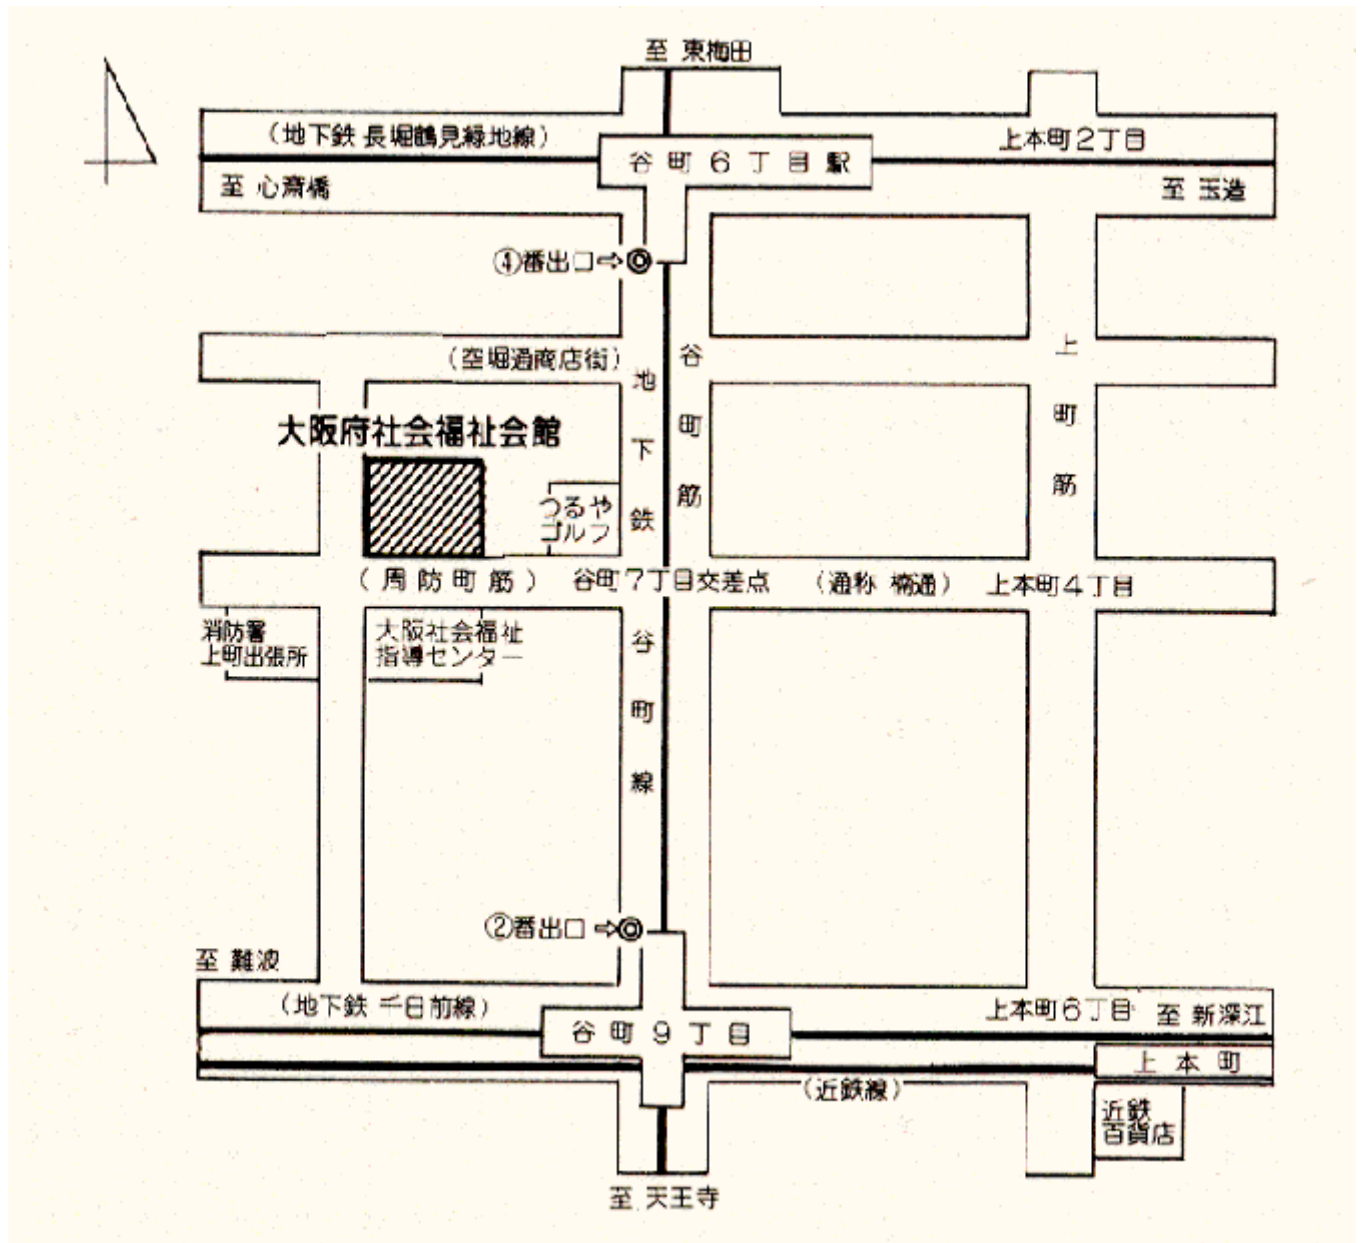 至 東梅田
（地下鉄 長堀鶴見緑地線）
上本町２丁目
谷町６丁目駅
至 心斎橋
至 玉造
④番出口⇨
（空堀通商店街）
谷町筋
上町筋
地下鉄
大阪府社会福祉会館
つるや
ゴルフ
（周防町筋）
谷町７丁目交差点
（通称 楠通）
上本町４丁目
消防署
上町出張所
大阪社会福祉
指導センター
谷町線
②番出口⇨
至 難波
（地下鉄 千日前線）
上本町６丁目
至 新深江
谷町９丁目
上本町
（近鉄線）
近鉄
百貨店
至 天王寺